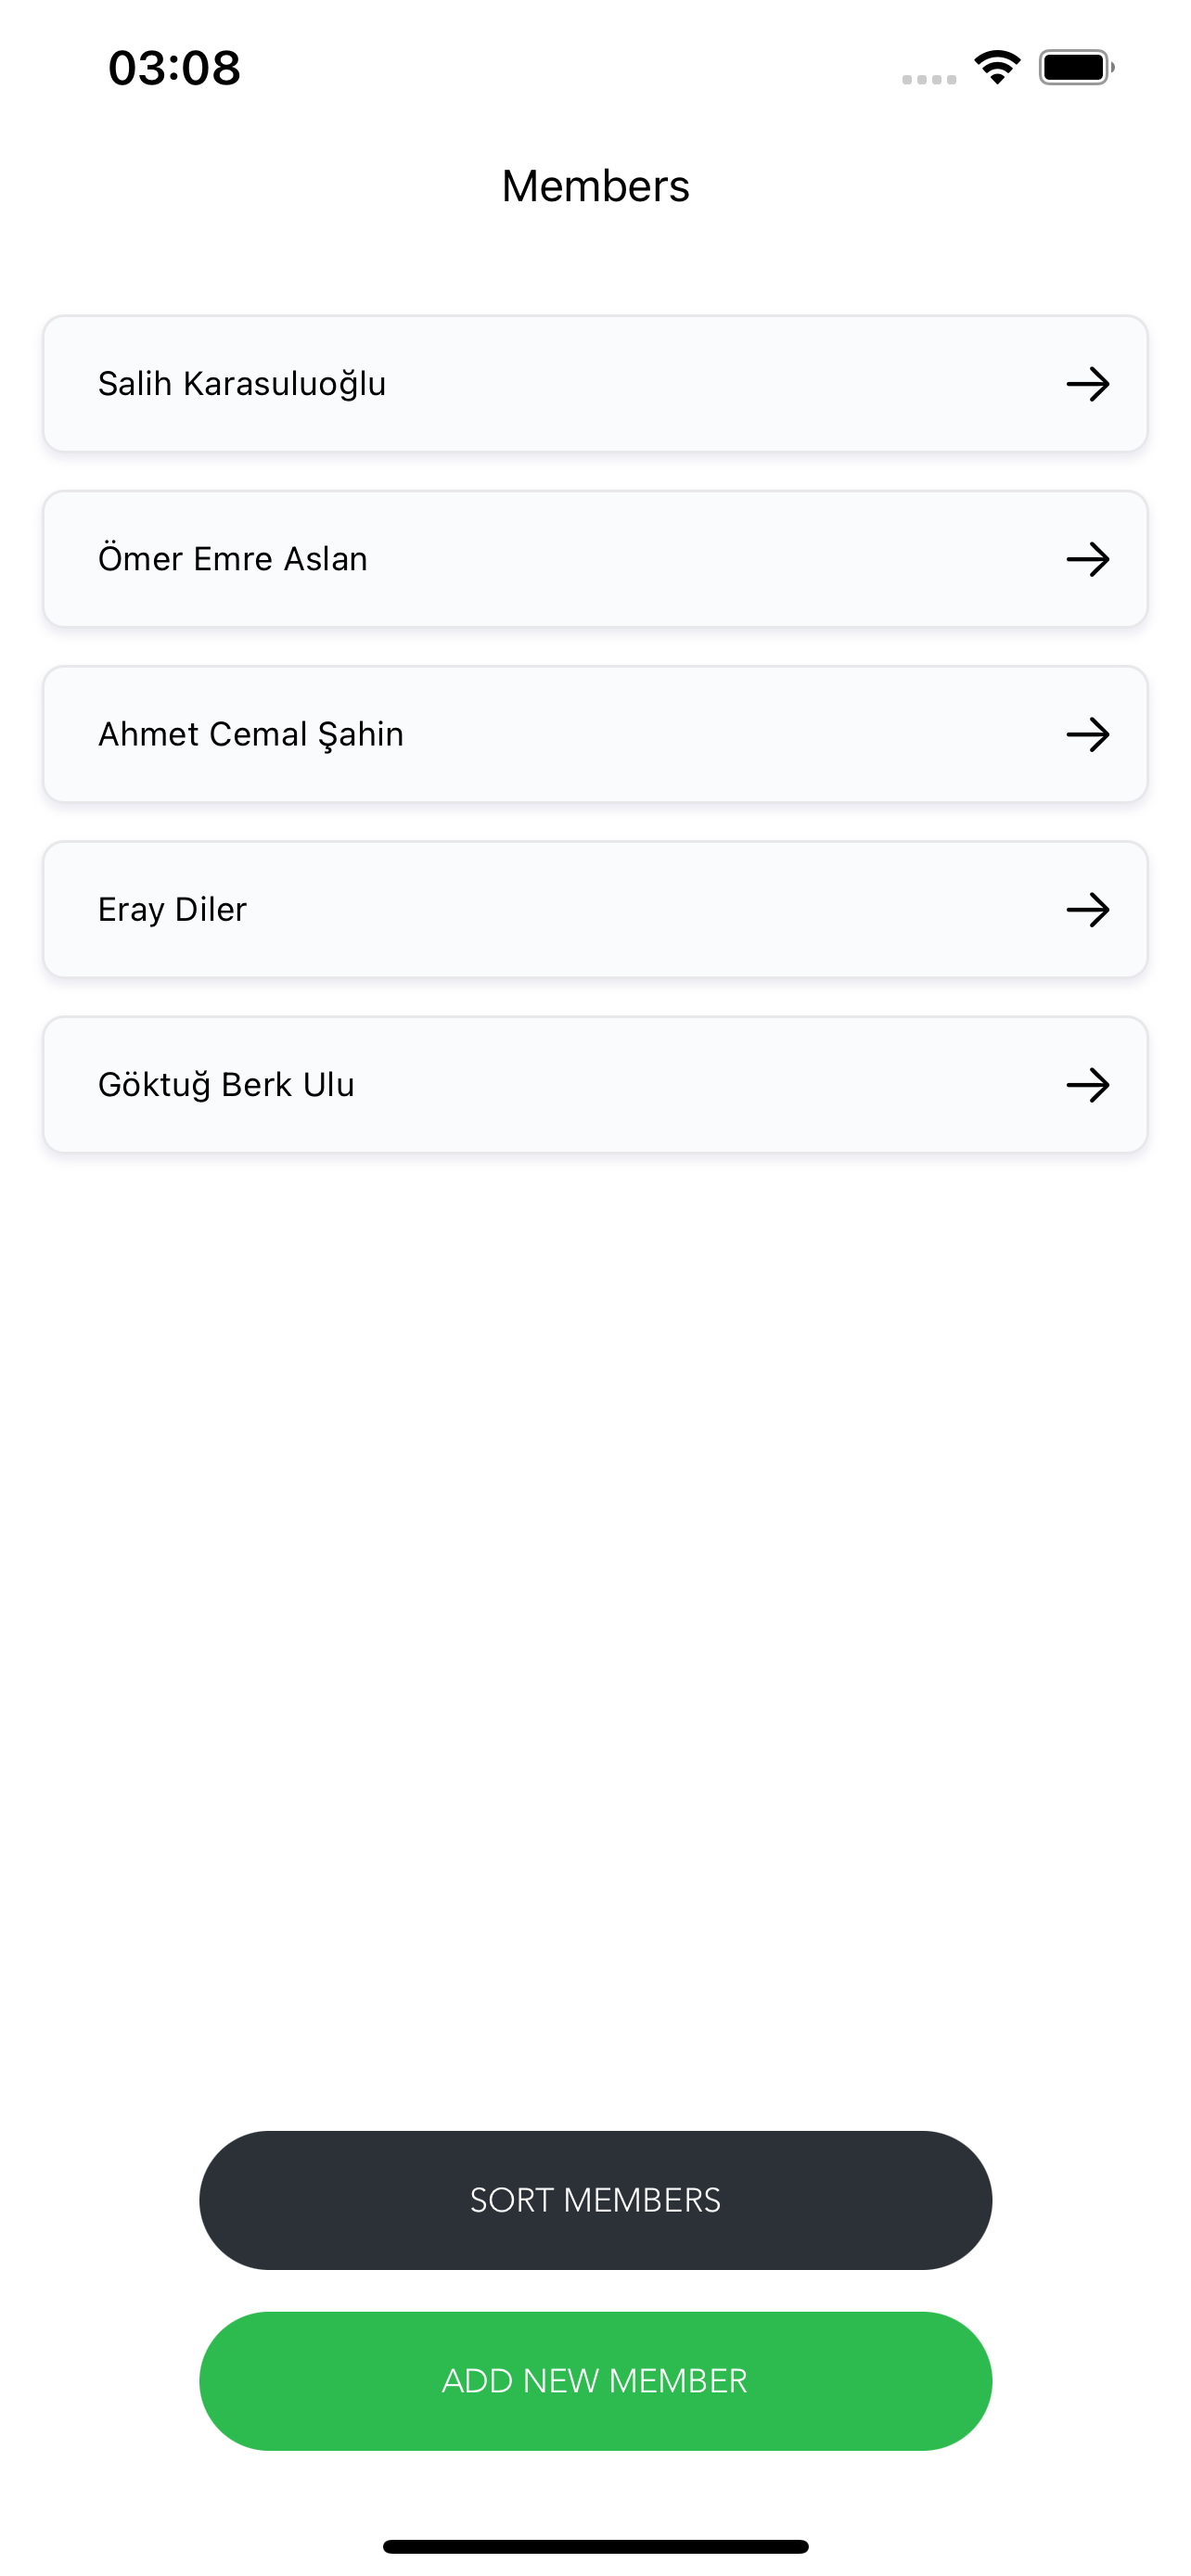 03:08
Members
Salih Karasuluoğlu
Ömer Emre Aslan
Ahmet Cemal Şahin
Eray Diler
Göktuğ Berk Ulu
SORT MEMBERS
ADD NEW MEMBER